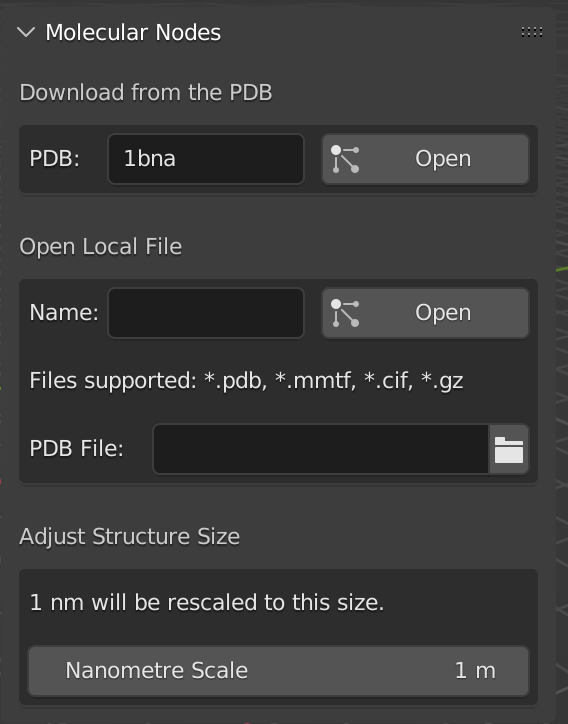 Molecular Nodes
Download from the PDB
PDB: 1bna Open
Open Local File
Name: Open
Files supported: *.pdb, *.mmtf, *.cif, *.gz
PDB File:
Adjust Structure Size
1 nm will be rescaled to this size.
Nanometre Scale 1 m